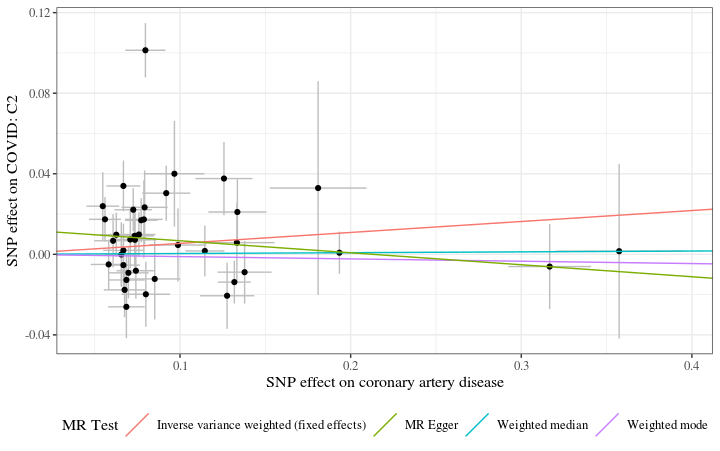 0.12
0.08
0.04
0.00
-0.04
SNP effect on COVID: C2
0.1 0.2 0.3 0.4
SNP effect on coronary artery disease
MR Test Inverse variance weighted (fixed effects) MR Egger Weighted median Weighted mode